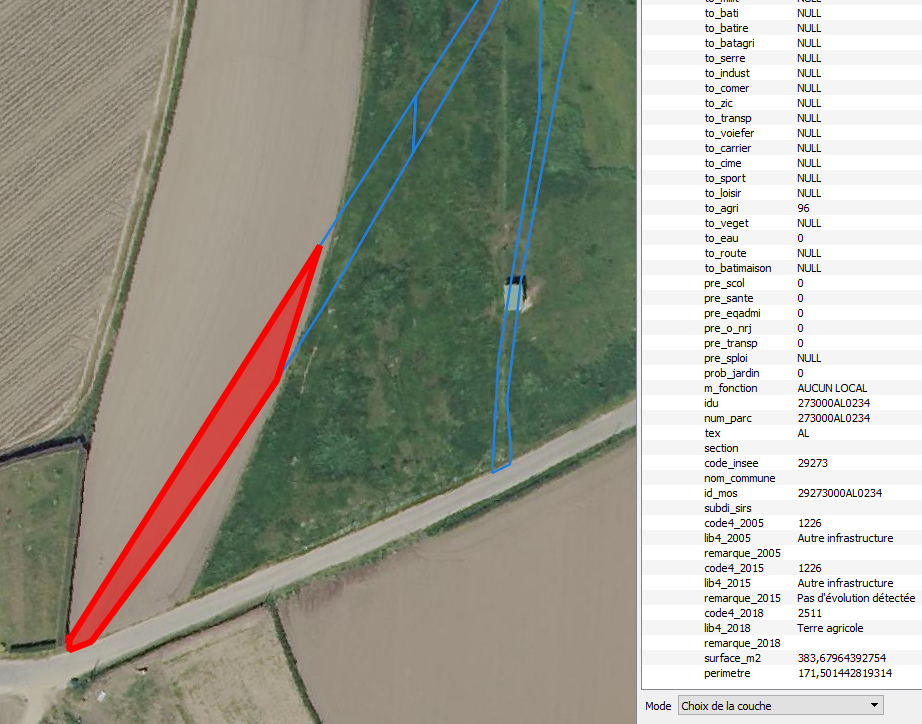 to_milit NULL
to_bati NULL
to_batire NULL
to_batagri NULL
to_serre NULL
to_indust NULL
to_comer NULL
to_zic NULL
to_transp NULL
to_voiefer NULL
to_carrier NULL
to_cime NULL
to_sport NULL
to_loisir NULL
to_agri 96
to_veget NULL
to_eau 0
to_route NULL
to_batimaison NULL
pre_scol 0
pre_sante 0
pre_eqadmi 0
pre_o_nrj 0
pre_transp 0
pre_sploi NULL
prob_jardin 0
m_fonction AUCUN LOCAL
idu 273000AL0234
num_parc 273000AL0234
tex AL
section
code_insee 29273
nom_commune
id_mos 29273000AL0234
subdi_sirs
code4_2005 1226
lib4_2005 Autre infrastructure
remarque_2005
code4_2015 1226
lib4_2015 Autre infrastructure
remarque_2015 Pas d'évolution détectée
code4_2018 2511
lib4_2018 Terre agricole
remarque_2018
surface_m2 383,67964392754
perimetre 171,501442819314
Mode Choix de la couche